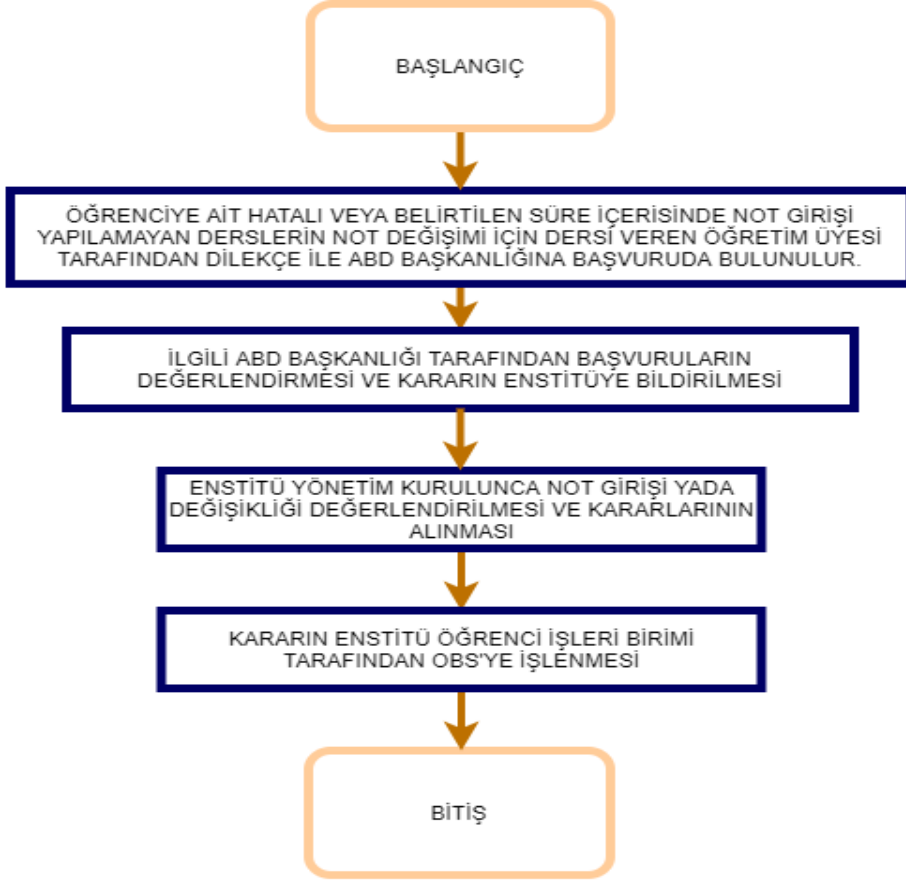 BAŞLANGIÇ
ÖĞRENCİYE AİT HATALI VEYA BELİRTİLEN SÜRE İÇERİSİNDE NOT GİRİŞİ
YAPILAMAYAN DERSLERİN NOT DEĞİŞİMİ İÇİN DERSİ VEREN ÖĞRETİM ÜYESİ
TARAFINDAN DİLEKÇE İLE ABD BAŞKANLIĞINA BAŞVURUDA BULUNULUR.
İLGİLİ ABD BAŞKANLIĞI TARAFINDAN BAŞVURULARIN
DEĞERLENDİRMESİ VE KARARIN ENSTİTÜYE BİLDİRİLMESİ
ENSTİTÜ YÖNETİM KURULUNCA NOT GİRİŞİ YADA
DEĞİŞİKLİĞİ DEĞERLENDİRİLMESİ VE KARARLARININ
ALINMASI
KARARIN ENSTİTÜ ÖĞRENCİ İŞLERİ BİRİMİ
TARAFINDAN OBS'YE İŞLENMESİ
BİTİŞ